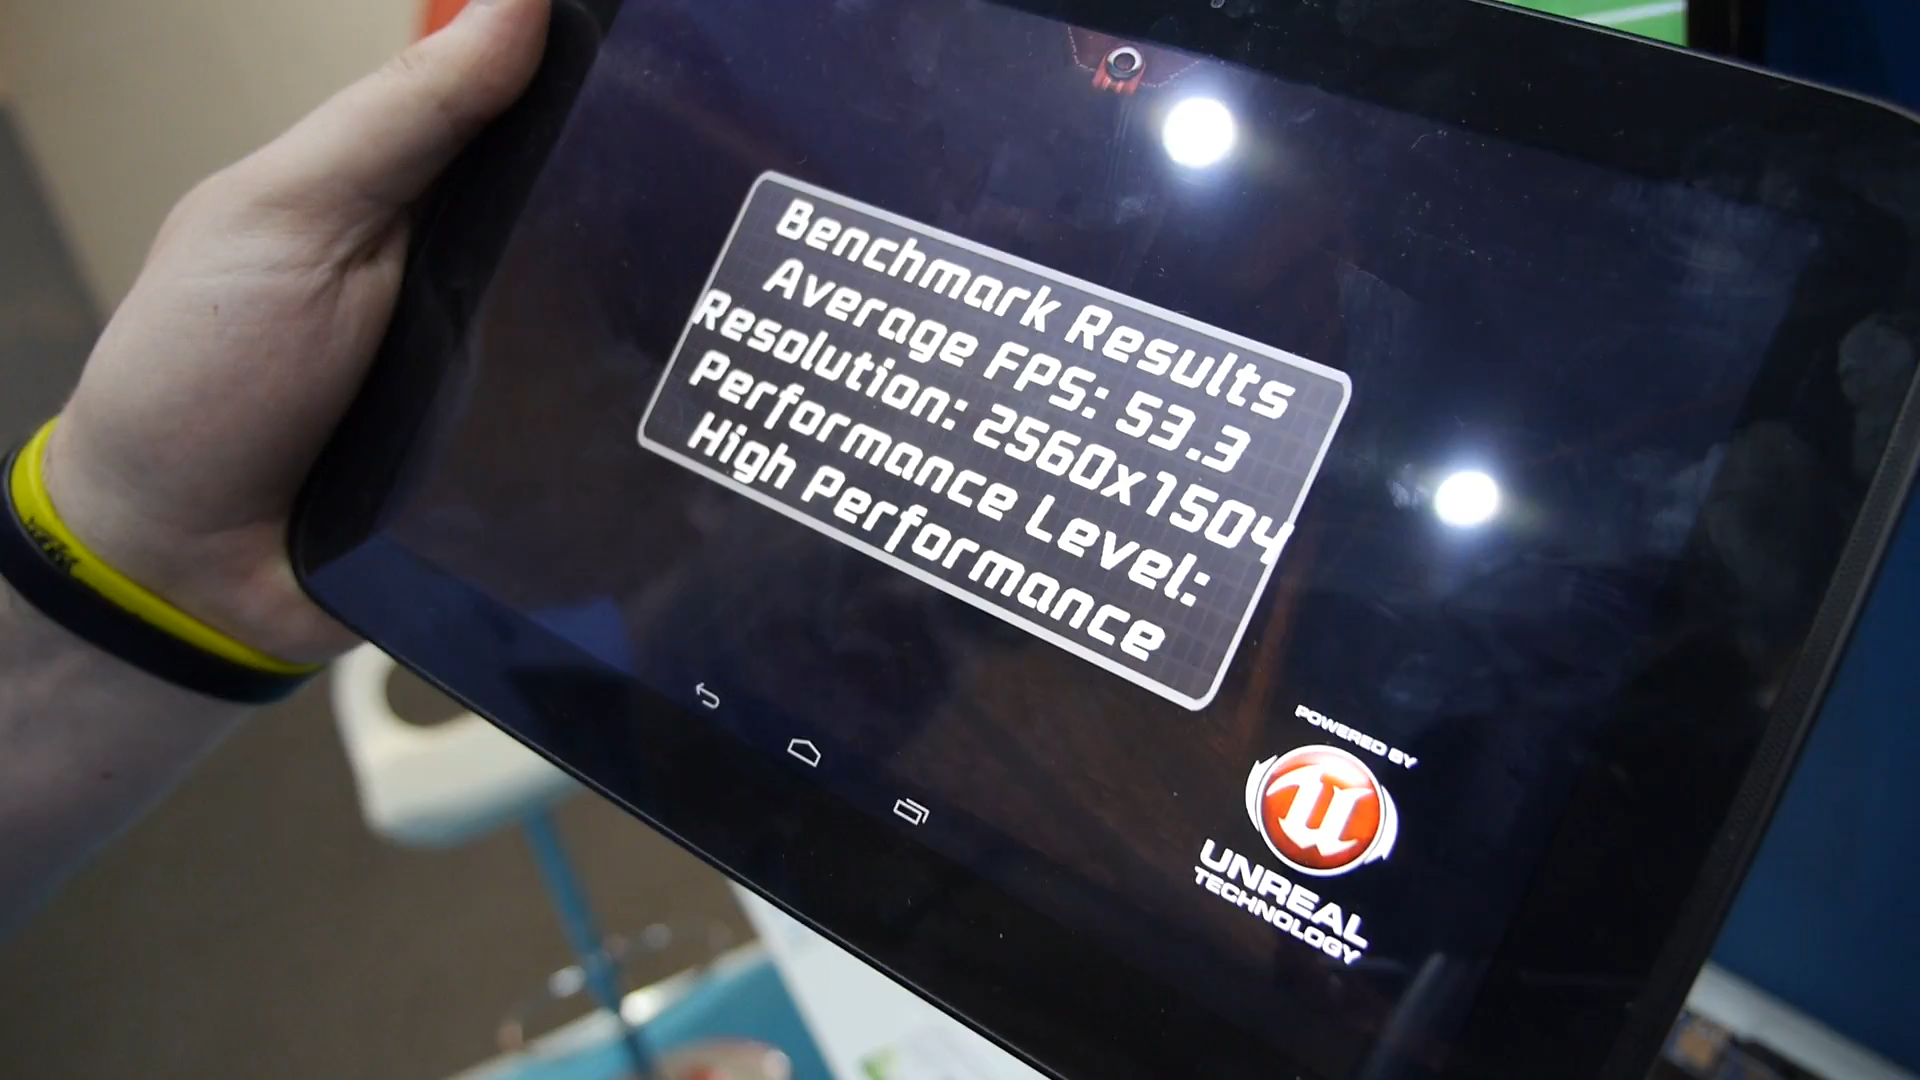 Benchmark Results
Average FPS: 53.3
Resolution: 2560x1504
Performance Level:
High Performance
POWERED BY
UNREAL
TECHNOLOGY